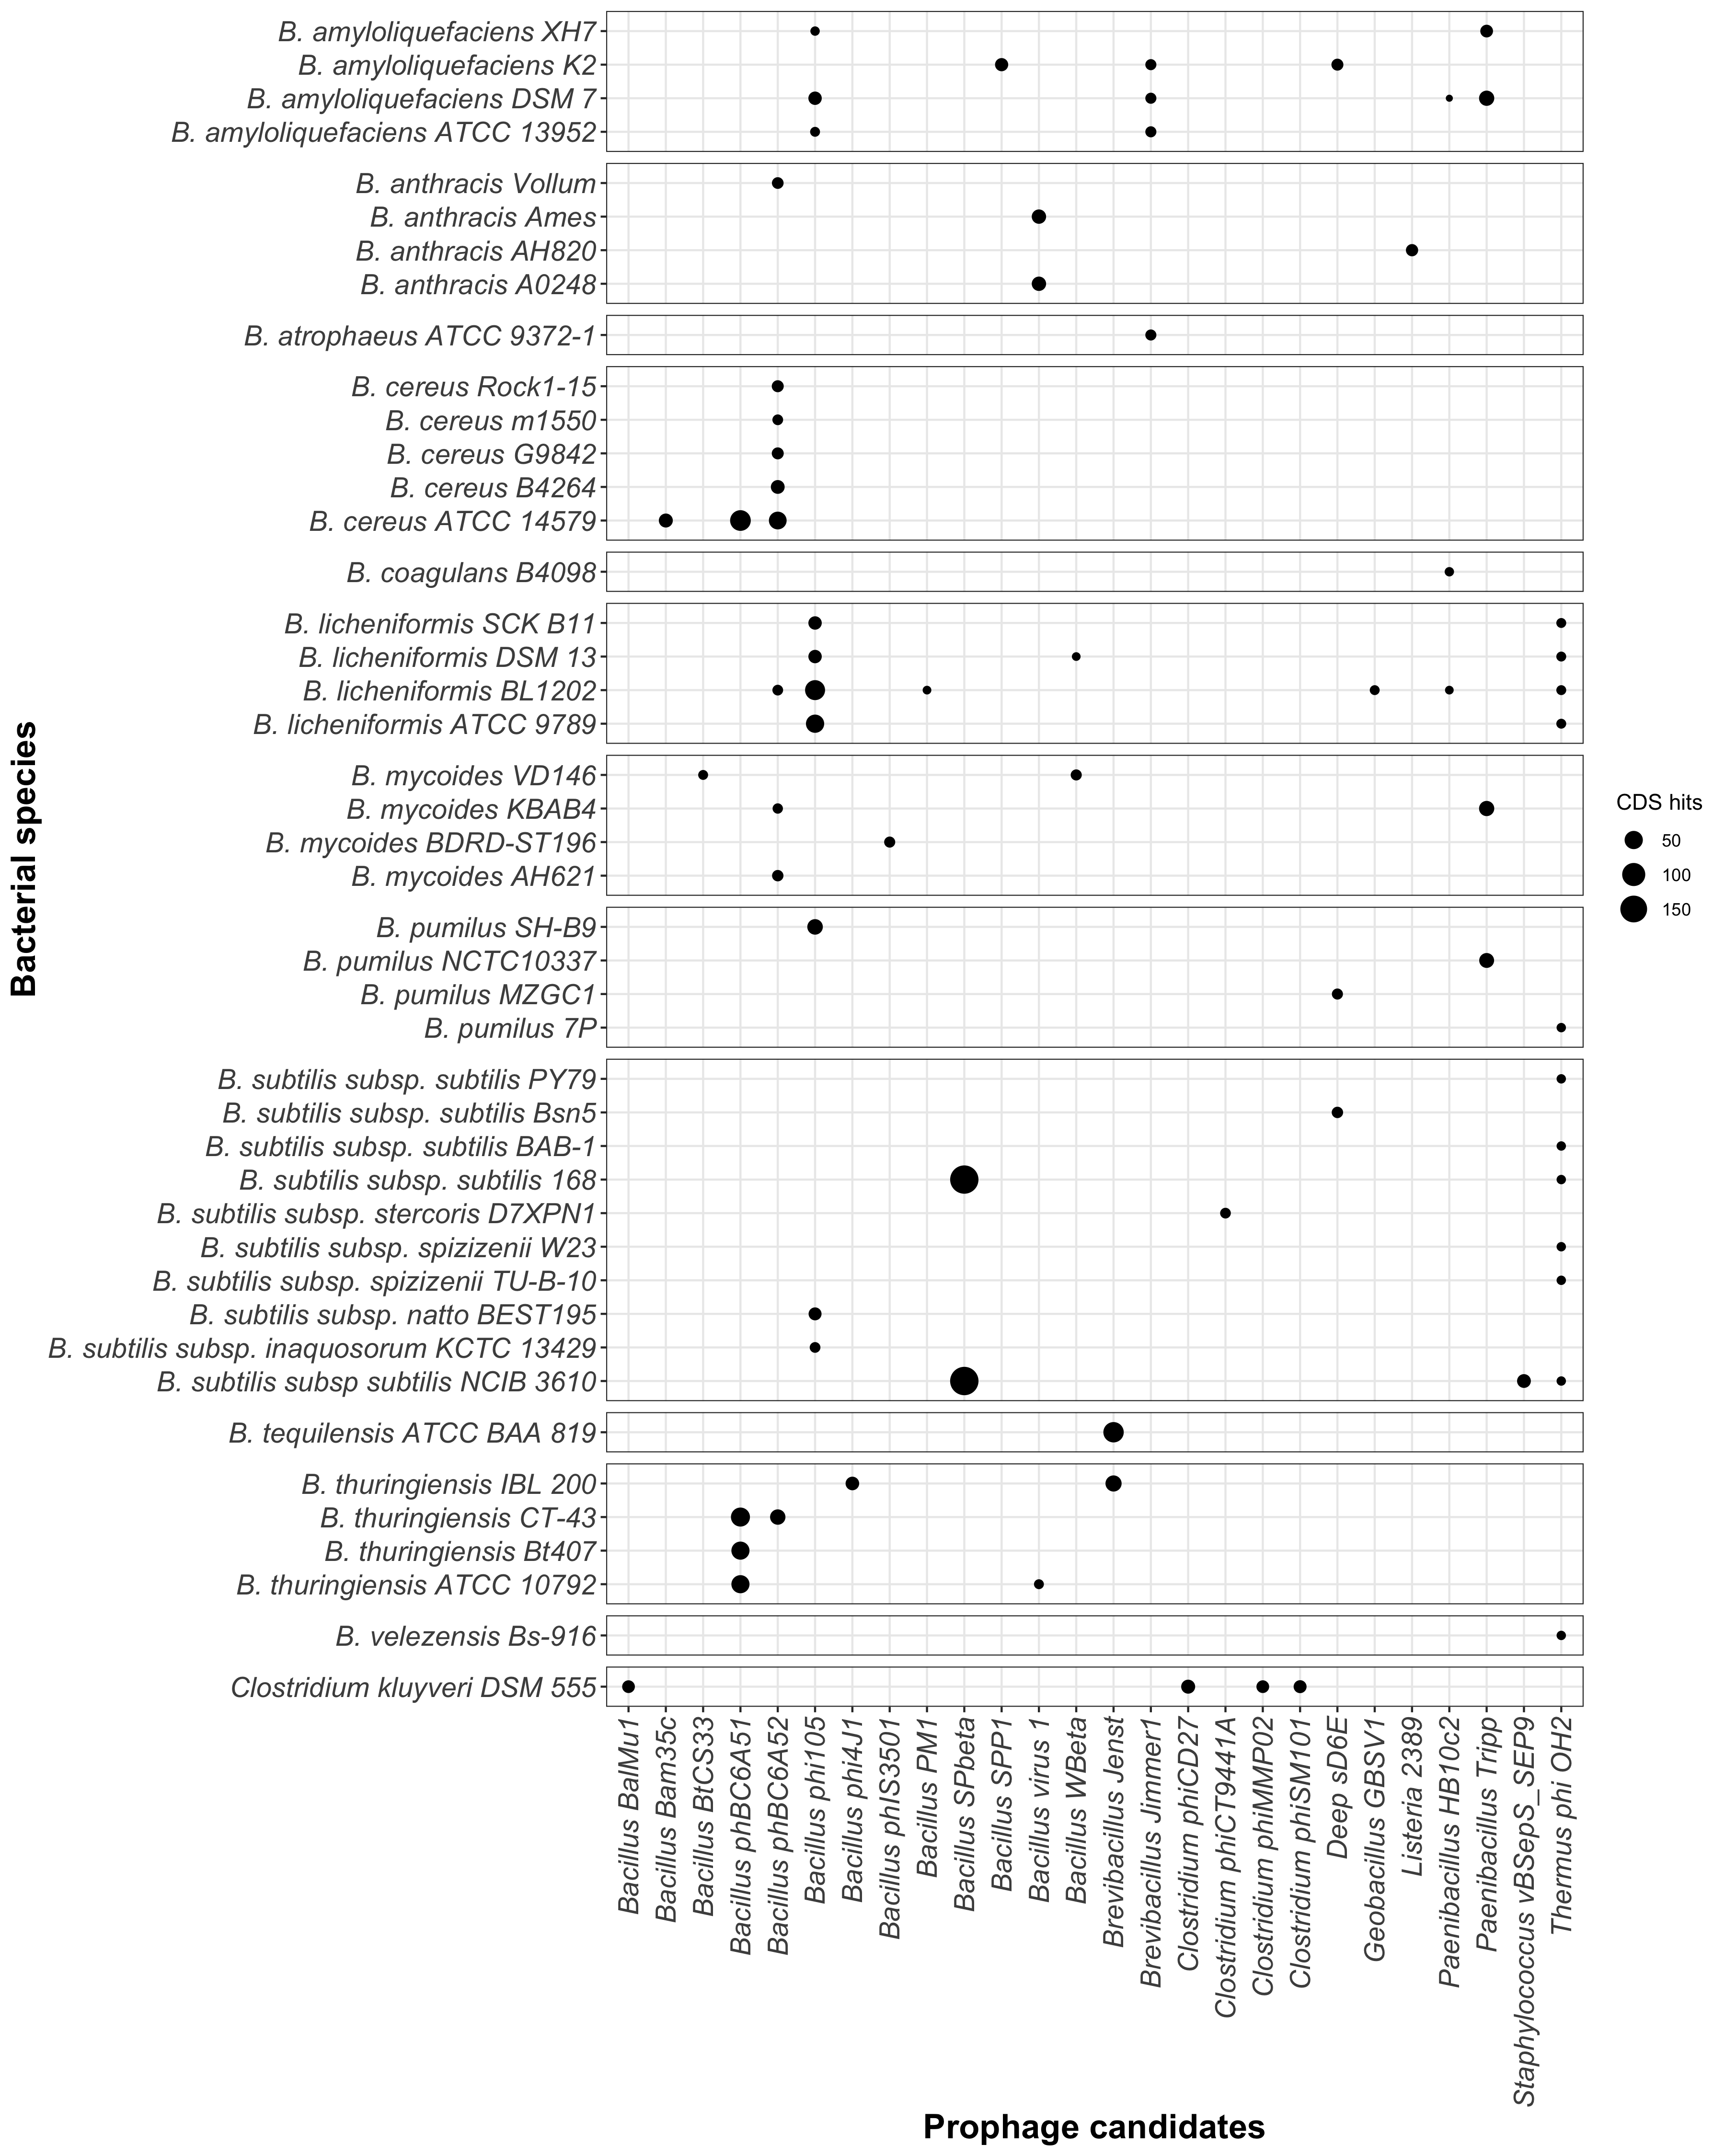 B. amyloliquefaciens XH7
B. amyloliquefaciens K2
B. amyloliquefaciens DSM 7
B. amyloliquefaciens ATCC 13952
B. anthracis Vollum
B. anthracis Ames
B. anthracis AH820
B. anthracis A0248
B. atrophaeus ATCC 9372-1
B. cereus Rock1-15
B. cereus m1550
B. cereus G9842
B. cereus B4264
B. cereus ATCC 14579
B. coagulans B4098
B. licheniformis SCK B11
B. licheniformis DSM 13
B. licheniformis BL1202
B. licheniformis ATCC 9789
B. mycoides VD146
B. mycoides KBAB4
B. mycoides BDRD-ST196
B. mycoides AH621
B. pumilus SH-B9
B. pumilus NCTC10337
B. pumilus MZGC1
B. pumilus 7P
B. subtilis subsp. subtilis PY79
B. subtilis subsp. subtilis Bsn5
B. subtilis subsp. subtilis BAB-1
B. subtilis subsp. subtilis 168
B. subtilis subsp. stercoris D7XPN1
B. subtilis subsp. spizizenii W23
B. subtilis subsp. spizizenii TU-B-10
B. subtilis subsp. natto BEST195
B. subtilis subsp. inaquosorum KCTC 13429
B. subtilis subsp subtilis NCIB 3610
B. tequilensis ATCC BAA 819
B. thuringiensis IBL 200
B. thuringiensis CT-43
B. thuringiensis Bt407
B. thuringiensis ATCC 10792
B. velezensis Bs-916
Clostridium kluyveri DSM 555
Bacterial species
Bacillus BalMu1
Bacillus Bam35c
Bacillus BtCS33
Bacillus phBC6A51
Bacillus phBC6A52
Bacillus phi105
Bacillus phi4J1
Bacillus phIS3501
Bacillus PM1
Bacillus SPbeta
Bacillus SPP1
Bacillus virus 1
Bacillus WBeta
Brevibacillus Jenst
Brevibacillus Jimmer1
Clostridium phiCD27
Clostridium phiCT9441A
Clostridium phiMMP02
Clostridium phiSM101
Deep sD6E
Geobacillus GBSV1
Listeria 2389
Paenibacillus HB10c2
Paenibacillus Tripp
Staphylococcus vBSepS_SEP9
Thermus phi OH2
Prophage candidates
CDS hits
50
100
150